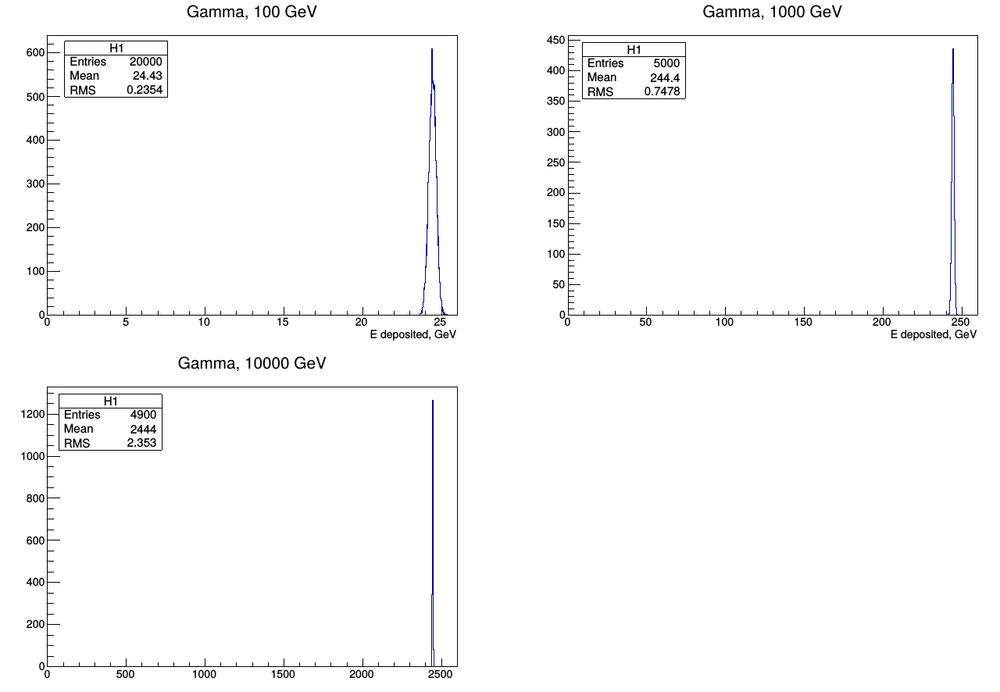 Gamma, 100 GeV
H1
Entries 20000
Mean 24.43
RMS 0.2354
600
500
400
300
200
100
0
0 5 10 15 20 25
E deposited, GeV
Gamma, 1000 GeV
H1
Entries 5000
Mean 244.4
RMS 0.7478
450
400
350
300
250
200
150
100
50
0
0 50 100 150 200 250
E deposited, GeV
Gamma, 10000 GeV
H1
Entries 4900
Mean 2444
RMS 2.353
1200
1000
800
600
400
200
0
0 500 1000 1500 2000 2500